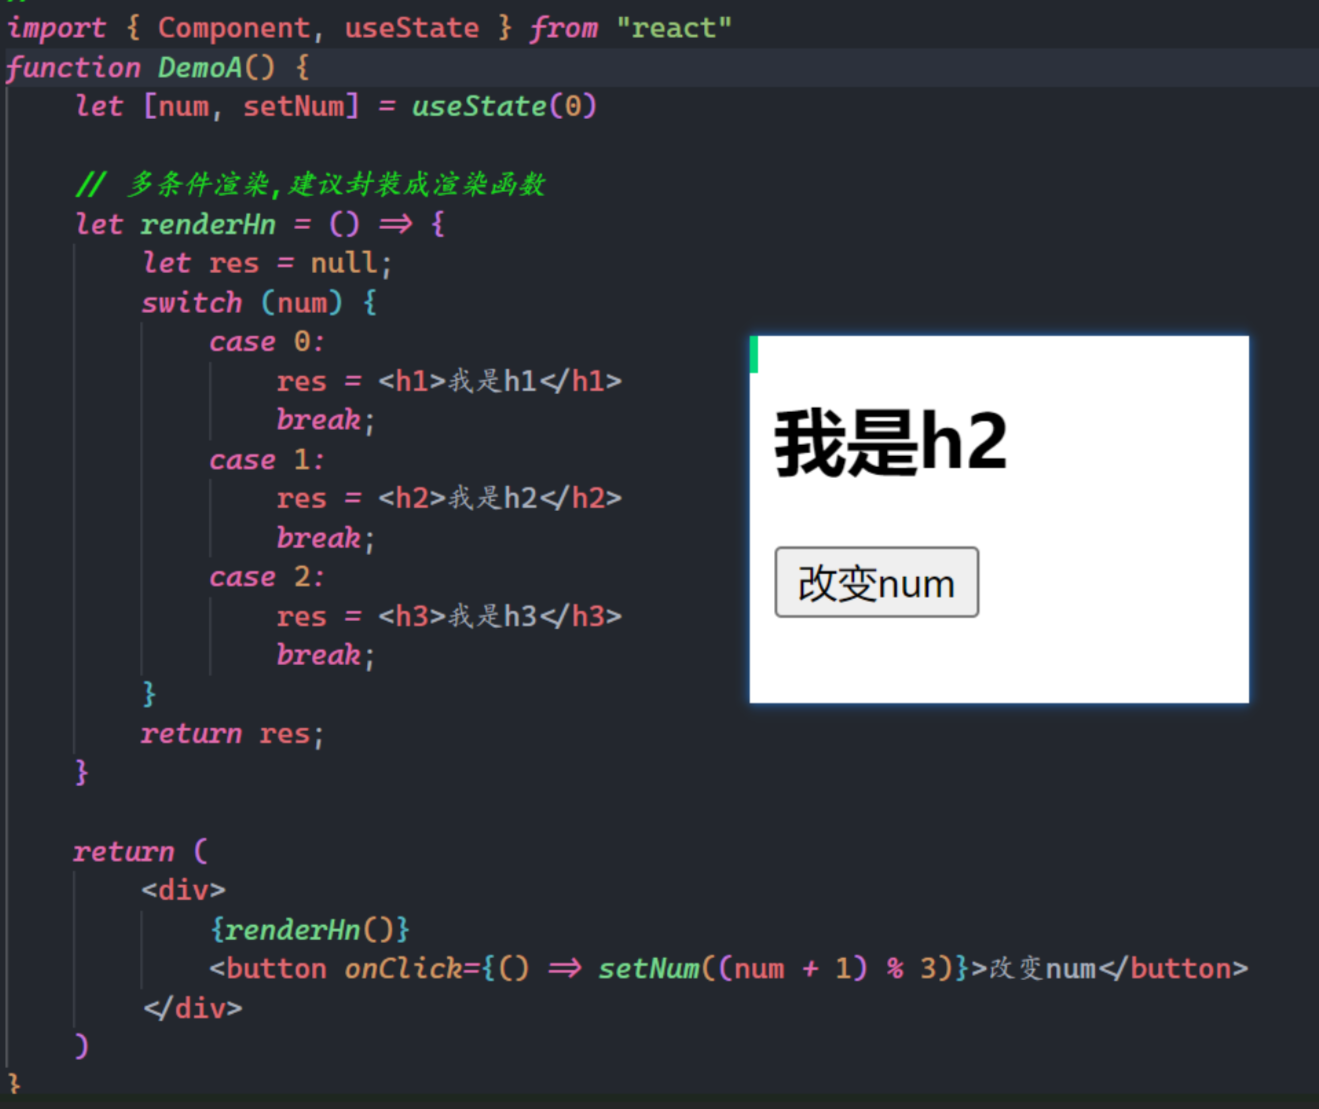 import { Component, useState } from "react"
function DemoA() {
    let [num, setNum] = useState(0)
    // 多条件渲染,建议封装成渲染函数
    let renderHn = () => {
        let res = null;
        switch (num) {
            case 0:
                res = <h1>我是h1</h1>
                break;
            case 1:
                res = <h2>我是h2</h2>
                break;
            case 2:
                res = <h3>我是h3</h3>
                break;
        }
        return res;
    }
    return (
        <div>
            {renderHn()}
            <button onClick={() => setNum((num + 1) % 3)}>改变num</button>
        </div>
    )
}
我是h2
改变num